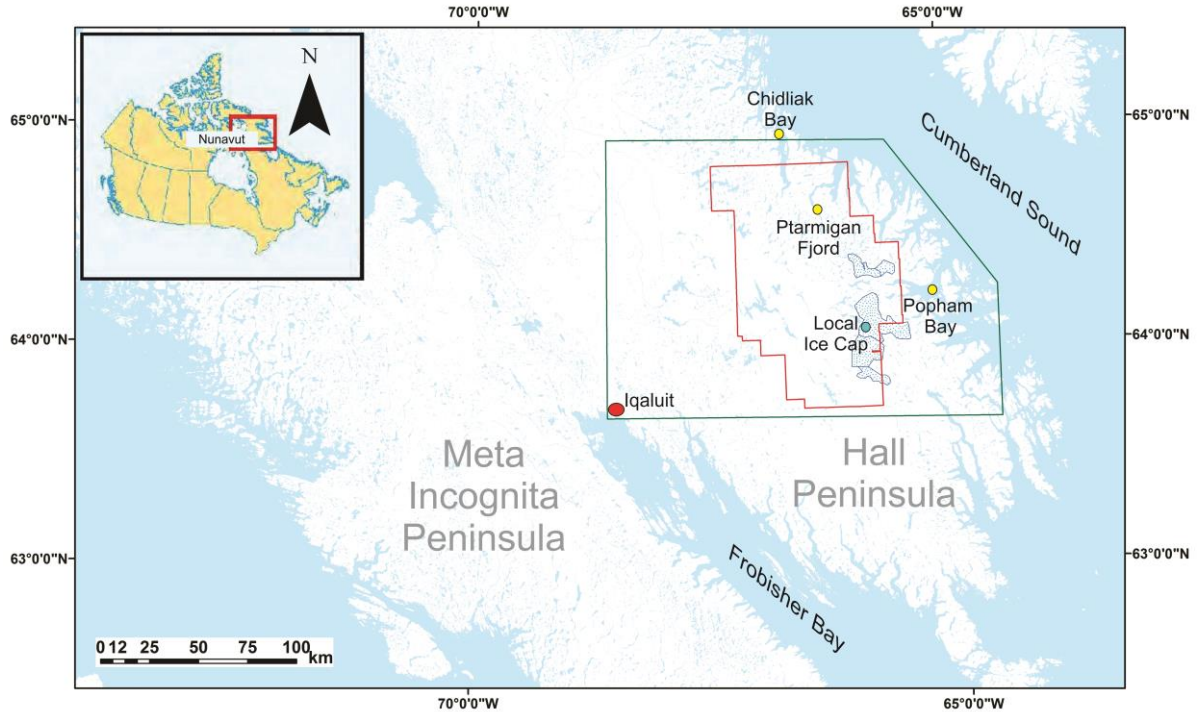 70°0'0"W
65°0'0"W
N
Nunavut
65°0'0"N
65°0'0"N
Chidliak
Bay
Cumberland Sound
Ptarmigan
Fjord
Popham
Bay
Local
Ice Cap
64°0'0"N
64°0'0"N
Iqaluit
Meta
Incognita
Peninsula
Hall
Peninsula
63°0'0"N
63°0'0"N
Frobisher Bay
0 12 25 50 75 100
km
70°0'0"W
65°0'0"W